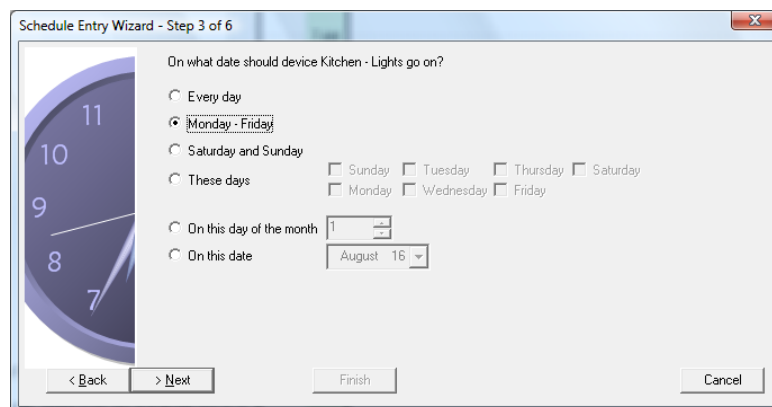 Schedule Entry Wizard - Step 3 of 6
On what date should device Kitchen - Lights go on?
Every day
11
Monday - Friday
10
Saturday and Sunday
These days
Sunday Tuesday Thursday Saturday
Monday Wednesday Friday
9
On this day of the month 1
8
On this date August 16
7
< Back > Next Finish Cancel